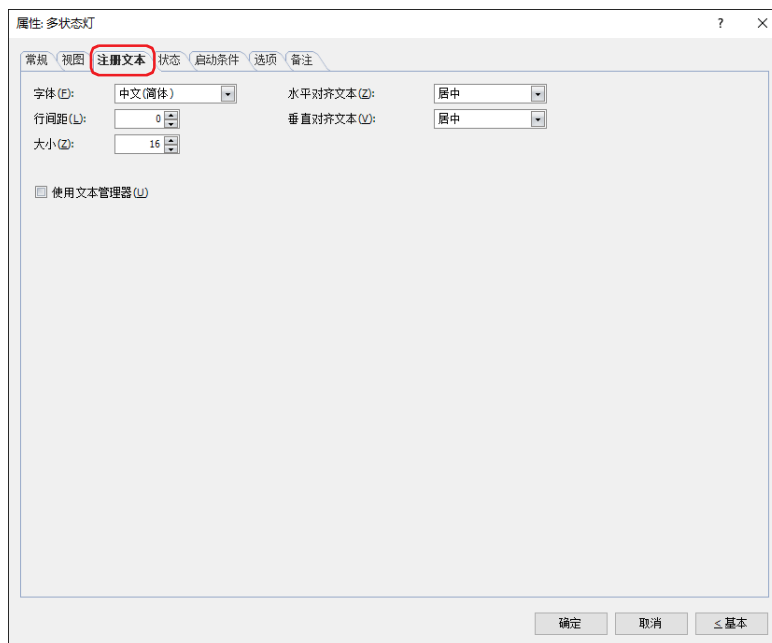 属性: 多状态灯 ?
常规 视图 注册文本 状态 启动条件 选项 备注
字体(F): 中文(简体) 水平对齐文本(Z): 居中
行间距(L): 0 垂直对齐文本(V): 居中
大小(Z): 16
使用文本管理器(U)
确定 取消 ≤基本